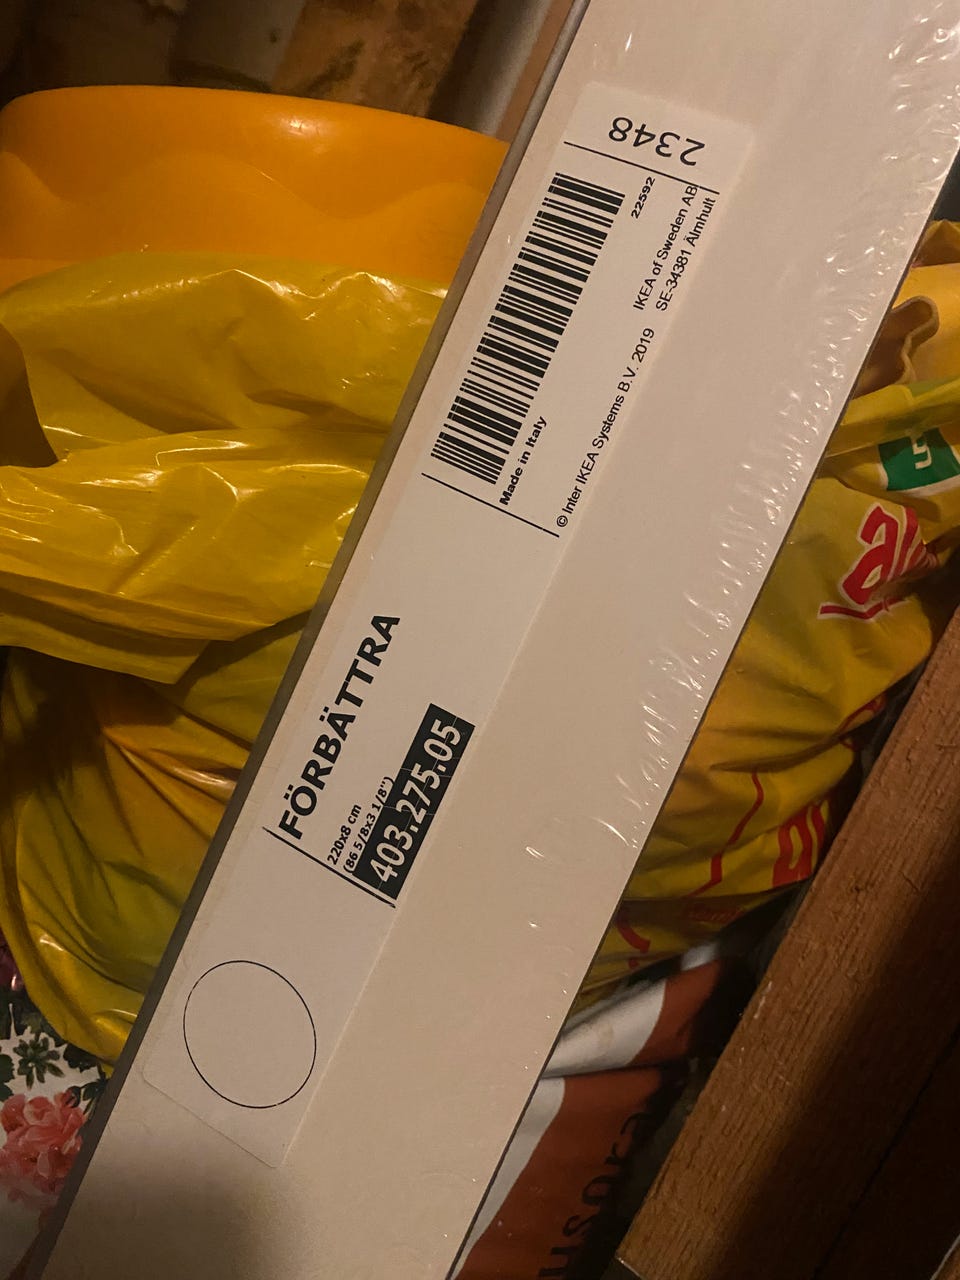 FÖRBÄTTRA
220x8 cm
(86 5/8x3 1/8")
403.275.05
Made in Italy
22592
© Inter IKEA Systems B.V. 2019
IKEA of Sweden AB
SE-34381 Älmhult
2348